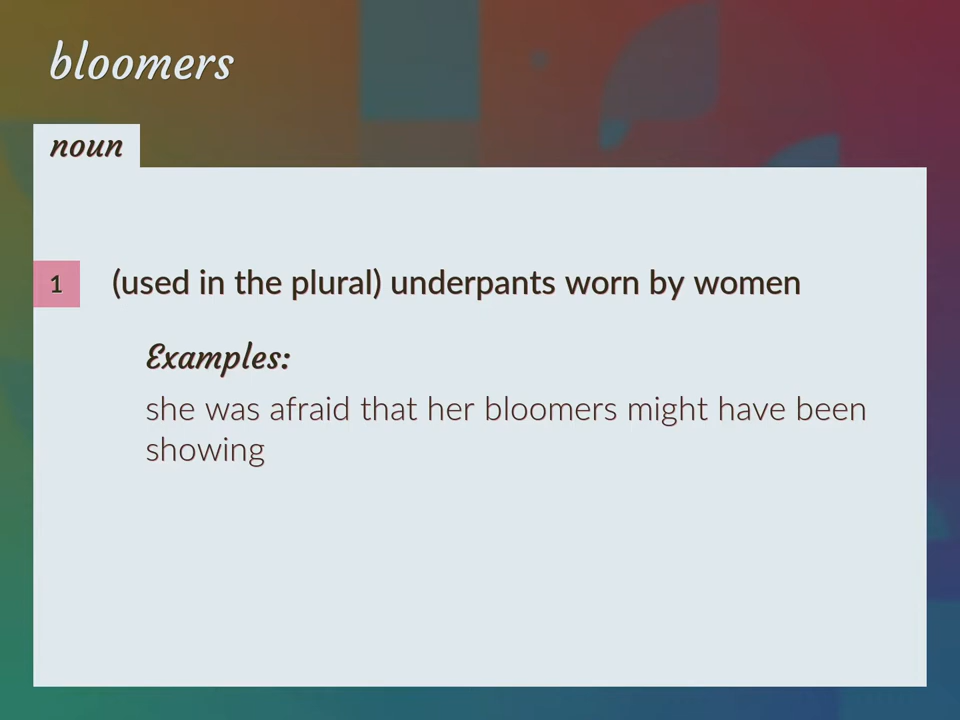 bloomers
noun
1 (used in the plural) underpants worn by women
Examples:
she was afraid that her bloomers might have been
showing